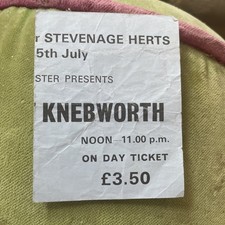 r STEVENAGE HERTS
5th July
STER PRESENTS
KNEBWORTH
NOON - 11.00 p.m.
ON DAY TICKET
£3.50